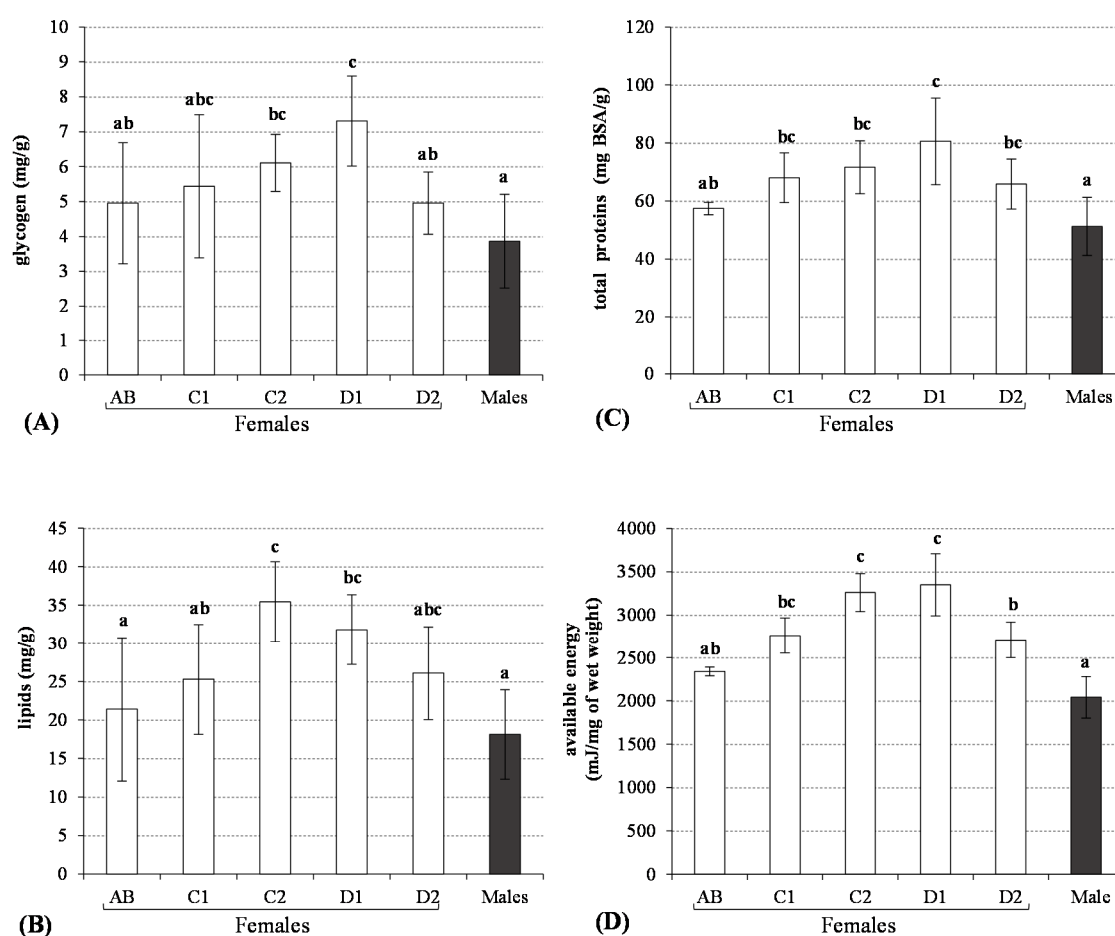 10
9
8
7
6
5
4
3
2
1
0
glycogen (mg/g)
ab
abc
bc
c
ab
a
AB C1 C2 D1 D2 Males
Females
(A)
120
100
80
60
40
20
0
total proteins (mg BSA/g)
ab
bc
bc
c
bc
a
AB C1 C2 D1 D2 Males
Females
(C)
45
40
35
30
25
20
15
10
5
0
lipids (mg/g)
a
ab
c
bc
abc
a
AB C1 C2 D1 D2 Males
Females
(B)
4000
3500
3000
2500
2000
1500
1000
500
0
available energy
(mJ/mg of wet weight)
ab
bc
c
c
b
a
AB C1 C2 D1 D2 Male
Females
(D)